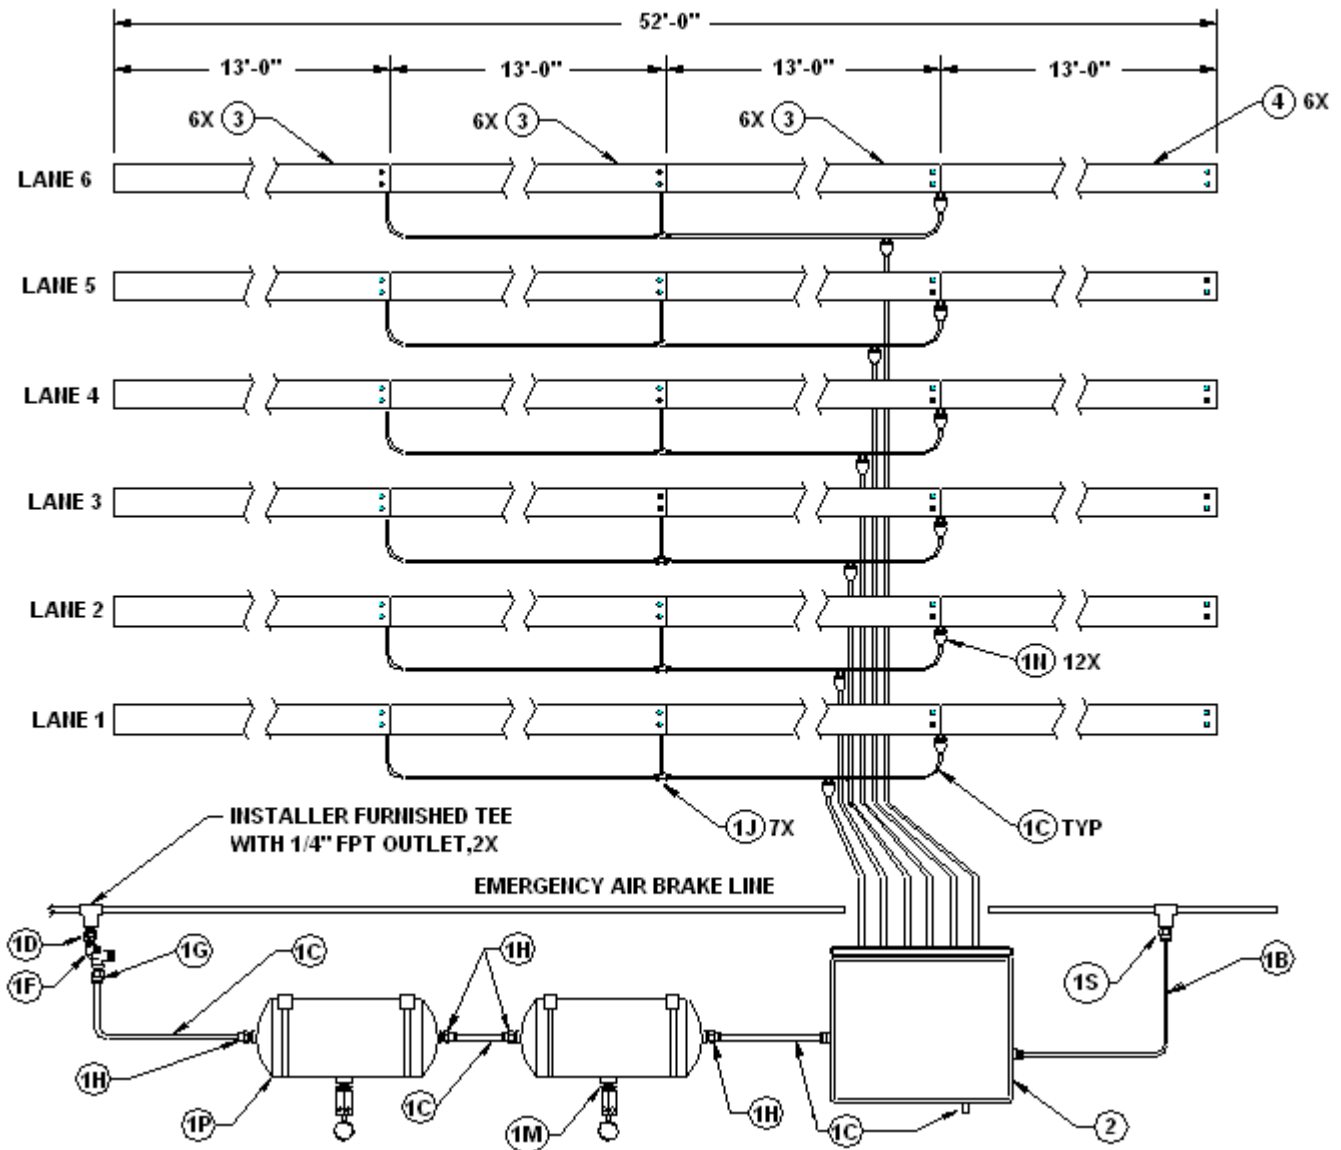 52'-0"
13'-0" 13'-0" 13'-0" 13'-0"
6X 3 6X 3 6X 3 4 6X
LANE 6
LANE 5
LANE 4
LANE 3
LANE 2
1N 12X
LANE 1
1J 7X 1C TYP
INSTALLER FURNISHED TEE
WITH 1/4" FPT OUTLET,2X
EMERGENCY AIR BRAKE LINE
1D 1G 1C 1H 1B
1F 1S
1H 1C 1H
1P 1M 1C 2